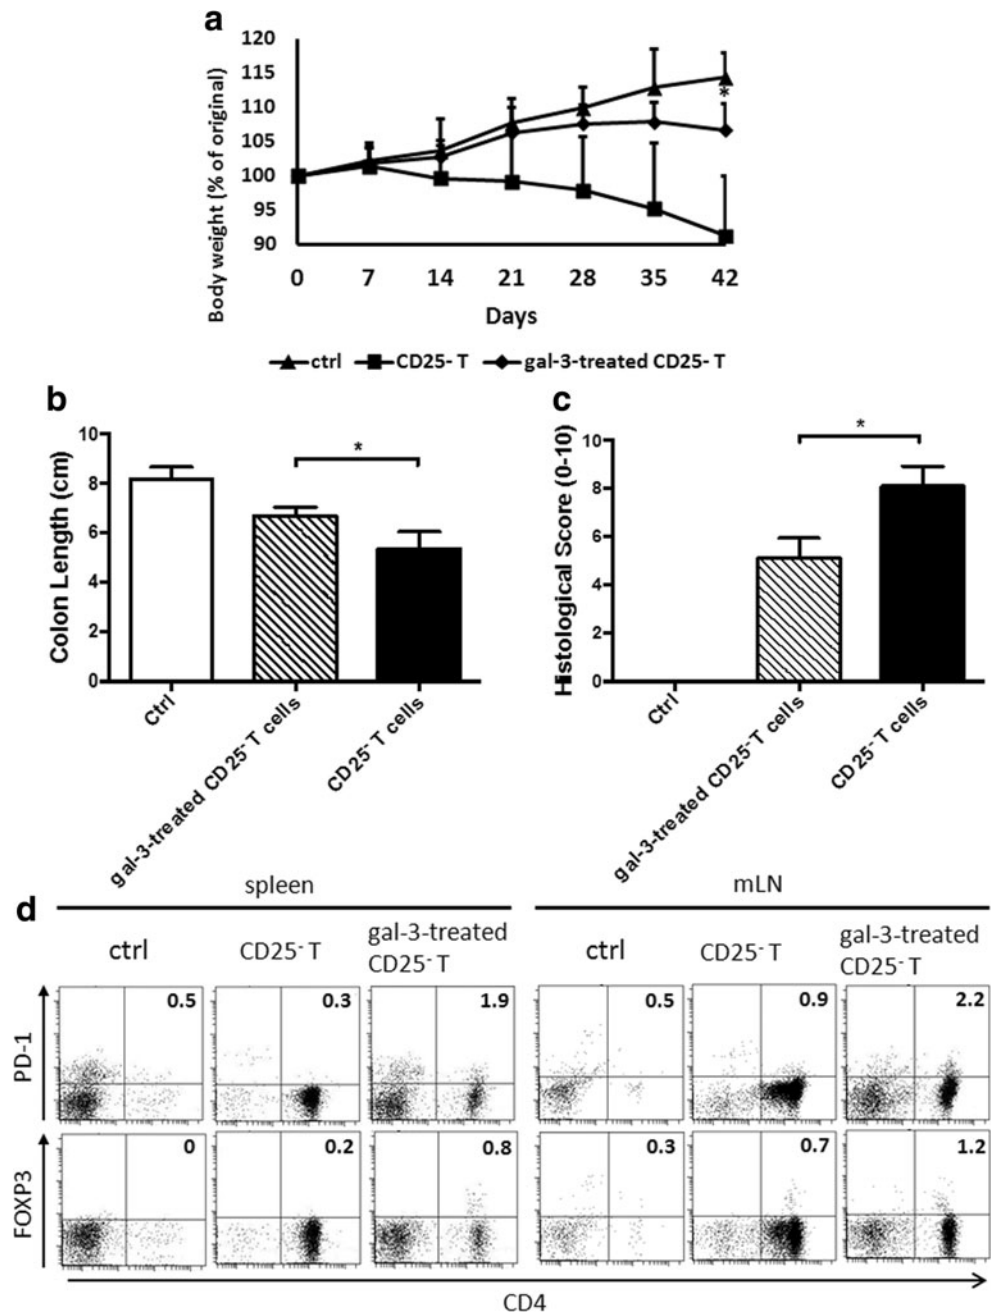 a
120
115
110
105
100
95
90
Body weight (% of original)
*
0 7 14 21 28 35 42
Days
ctrl CD25- T gal-3-treated CD25- T
b
10
8
6
4
2
0
Colon Length (cm)
*
Ctrl
gal-3-treated CD25- T cells
CD25- T cells
c
10
8
6
4
2
0
Histological Score (0-10)
*
Ctrl
gal-3-treated CD25- T cells
CD25- T cells
d
spleen mLN
ctrl CD25- T gal-3-treated CD25- T ctrl CD25- T gal-3-treated CD25- T
PD-1
0.5 0.3 1.9 0.5 0.9 2.2
FOXP3
0 0.2 0.8 0.3 0.7 1.2
CD4